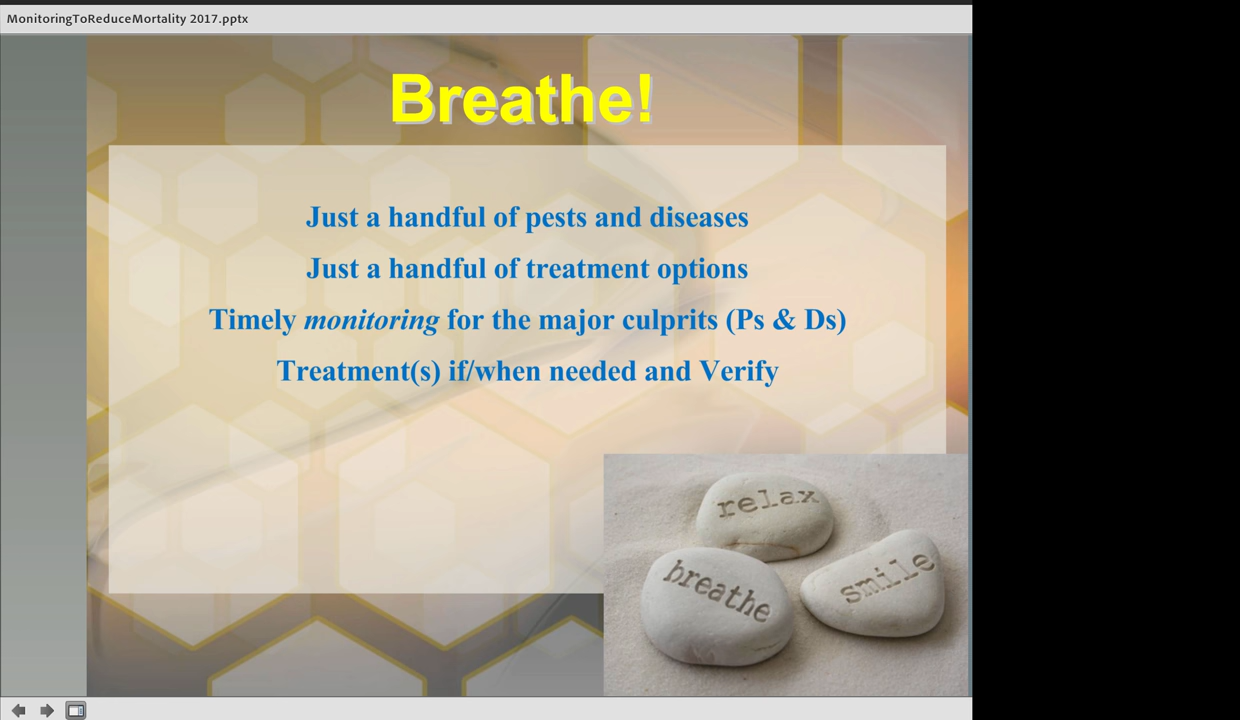 MonitoringToReduceMortality 2017.pptx
Breathe!
Just a handful of pests and diseases
Just a handful of treatment options
Timely monitoring for the major culprits (Ps & Ds)
Treatment(s) if/when needed and Verify
relax
breathe
smile